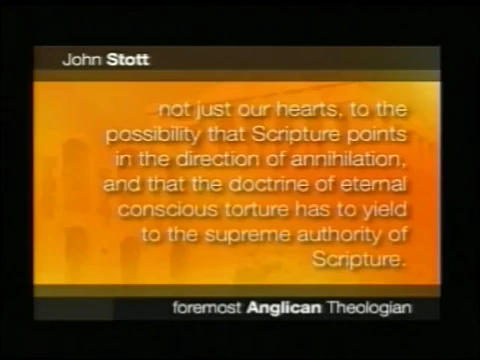 John Stott
not just our hearts, to the
possibility that Scripture points
in the direction of annihilation,
and that the doctrine of eternal
conscious torture has to yield
to the supreme authority of
Scripture.
foremost Anglican Theologian